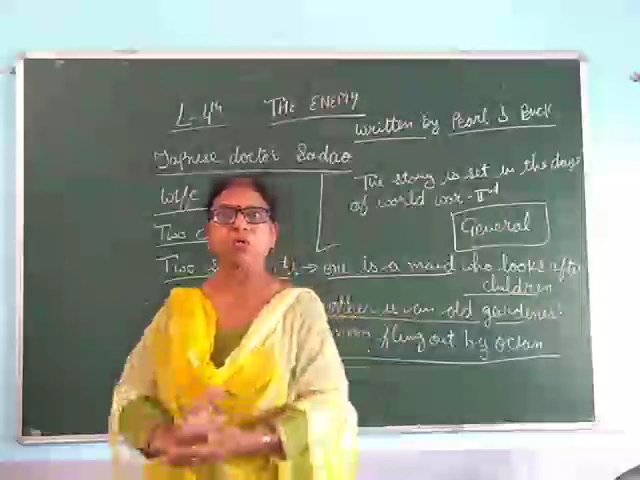 L-4th THE ENEMY
written by Pearl S Buck
Japnese doctor Sadao
The story is set in the days
of world war-IInd
Wife
General
Two
Two → one is a maid who looks after
children
other is an old gardener.
flung out by ocean